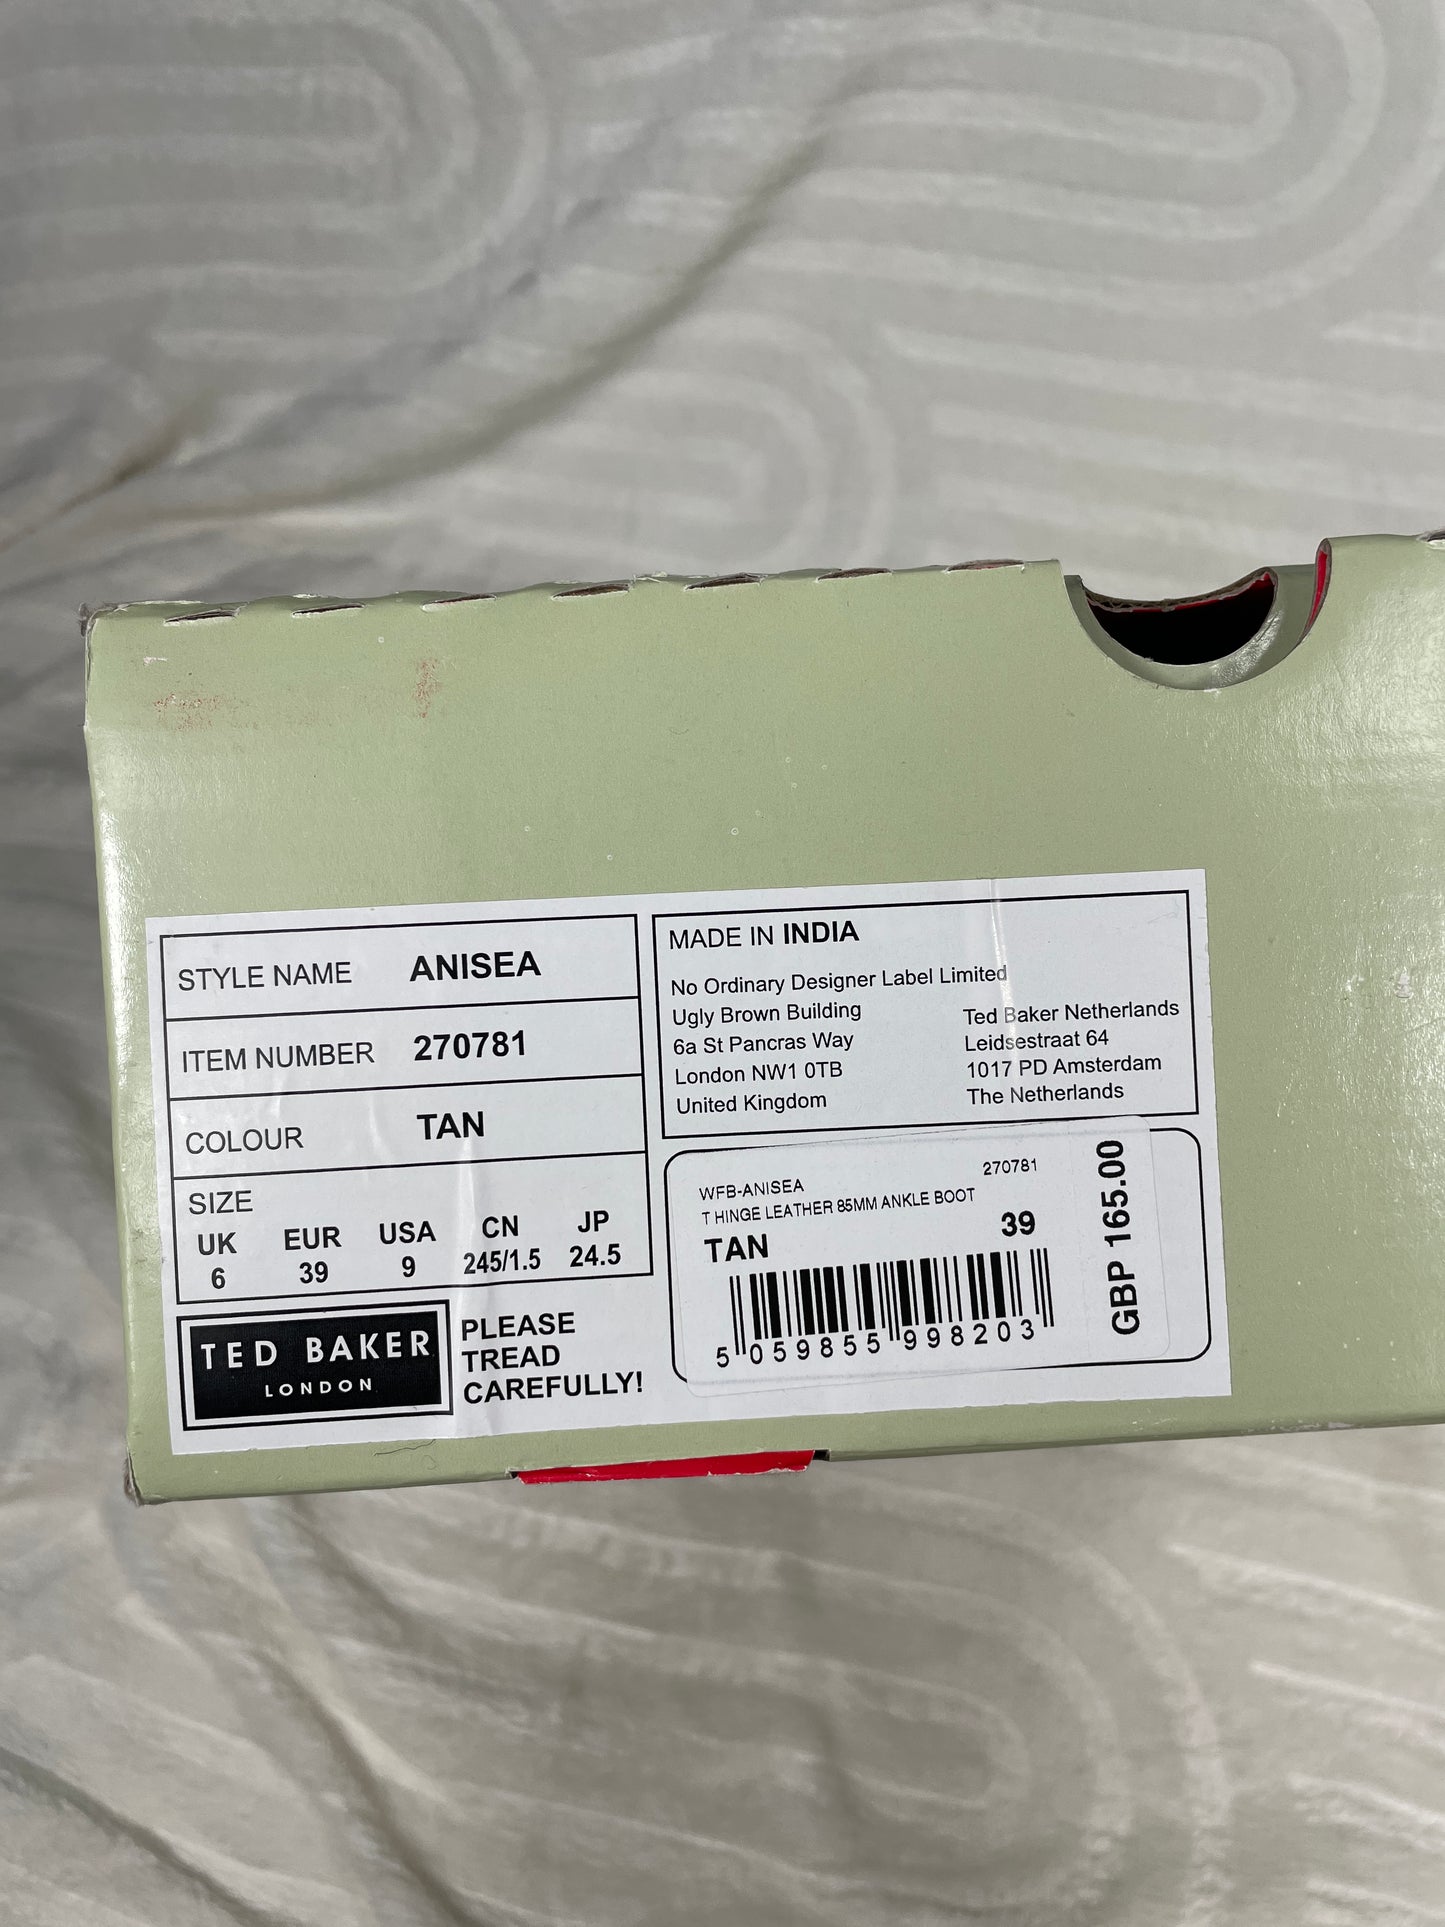 STYLE NAME ANISEA
ITEM NUMBER 270781
COLOUR TAN
SIZE
UK EUR USA CN JP
6 39 9 245/1.5 24.5
TED BAKER
LONDON
PLEASE
TREAD
CAREFULLY!
MADE IN INDIA
No Ordinary Designer Label Limited
Ugly Brown Building
6a St Pancras Way
London NW1 0TB
United Kingdom
Ted Baker Netherlands
Leidsestraat 64
1017 PD Amsterdam
The Netherlands
WFB-ANISEA 270781
T HINGE LEATHER 85MM ANKLE BOOT
TAN 39
5 059855 998203
GBP 165.00